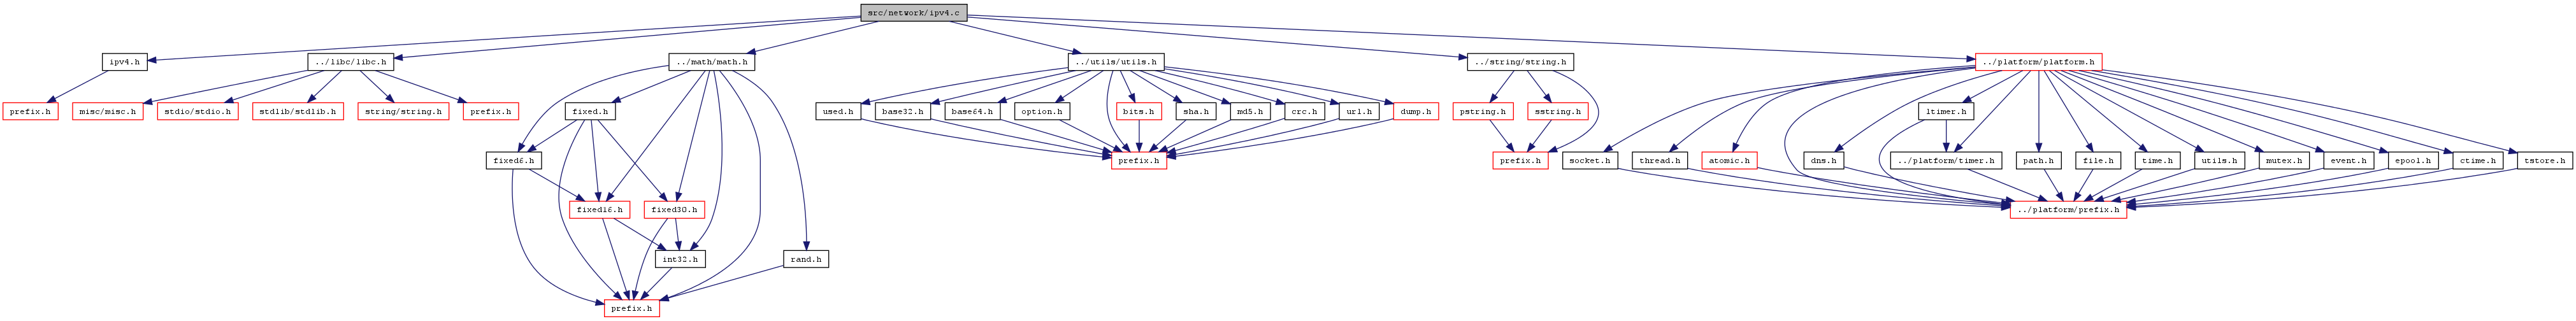 src/network/ipv4.c
ipv4.h
../libc/libc.h
../math/math.h
../utils/utils.h
../string/string.h
../platform/platform.h
prefix.h
misc/misc.h
stdio/stdio.h
stdlib/stdlib.h
string/string.h
prefix.h
fixed.h
used.h
base32.h
base64.h
option.h
bits.h
sha.h
md5.h
crc.h
url.h
dump.h
pstring.h
sstring.h
ltimer.h
fixed6.h
prefix.h
prefix.h
socket.h
thread.h
atomic.h
dns.h
../platform/timer.h
path.h
file.h
time.h
utils.h
mutex.h
event.h
epool.h
ctime.h
tstore.h
fixed16.h
fixed30.h
../platform/prefix.h
int32.h
rand.h
prefix.h